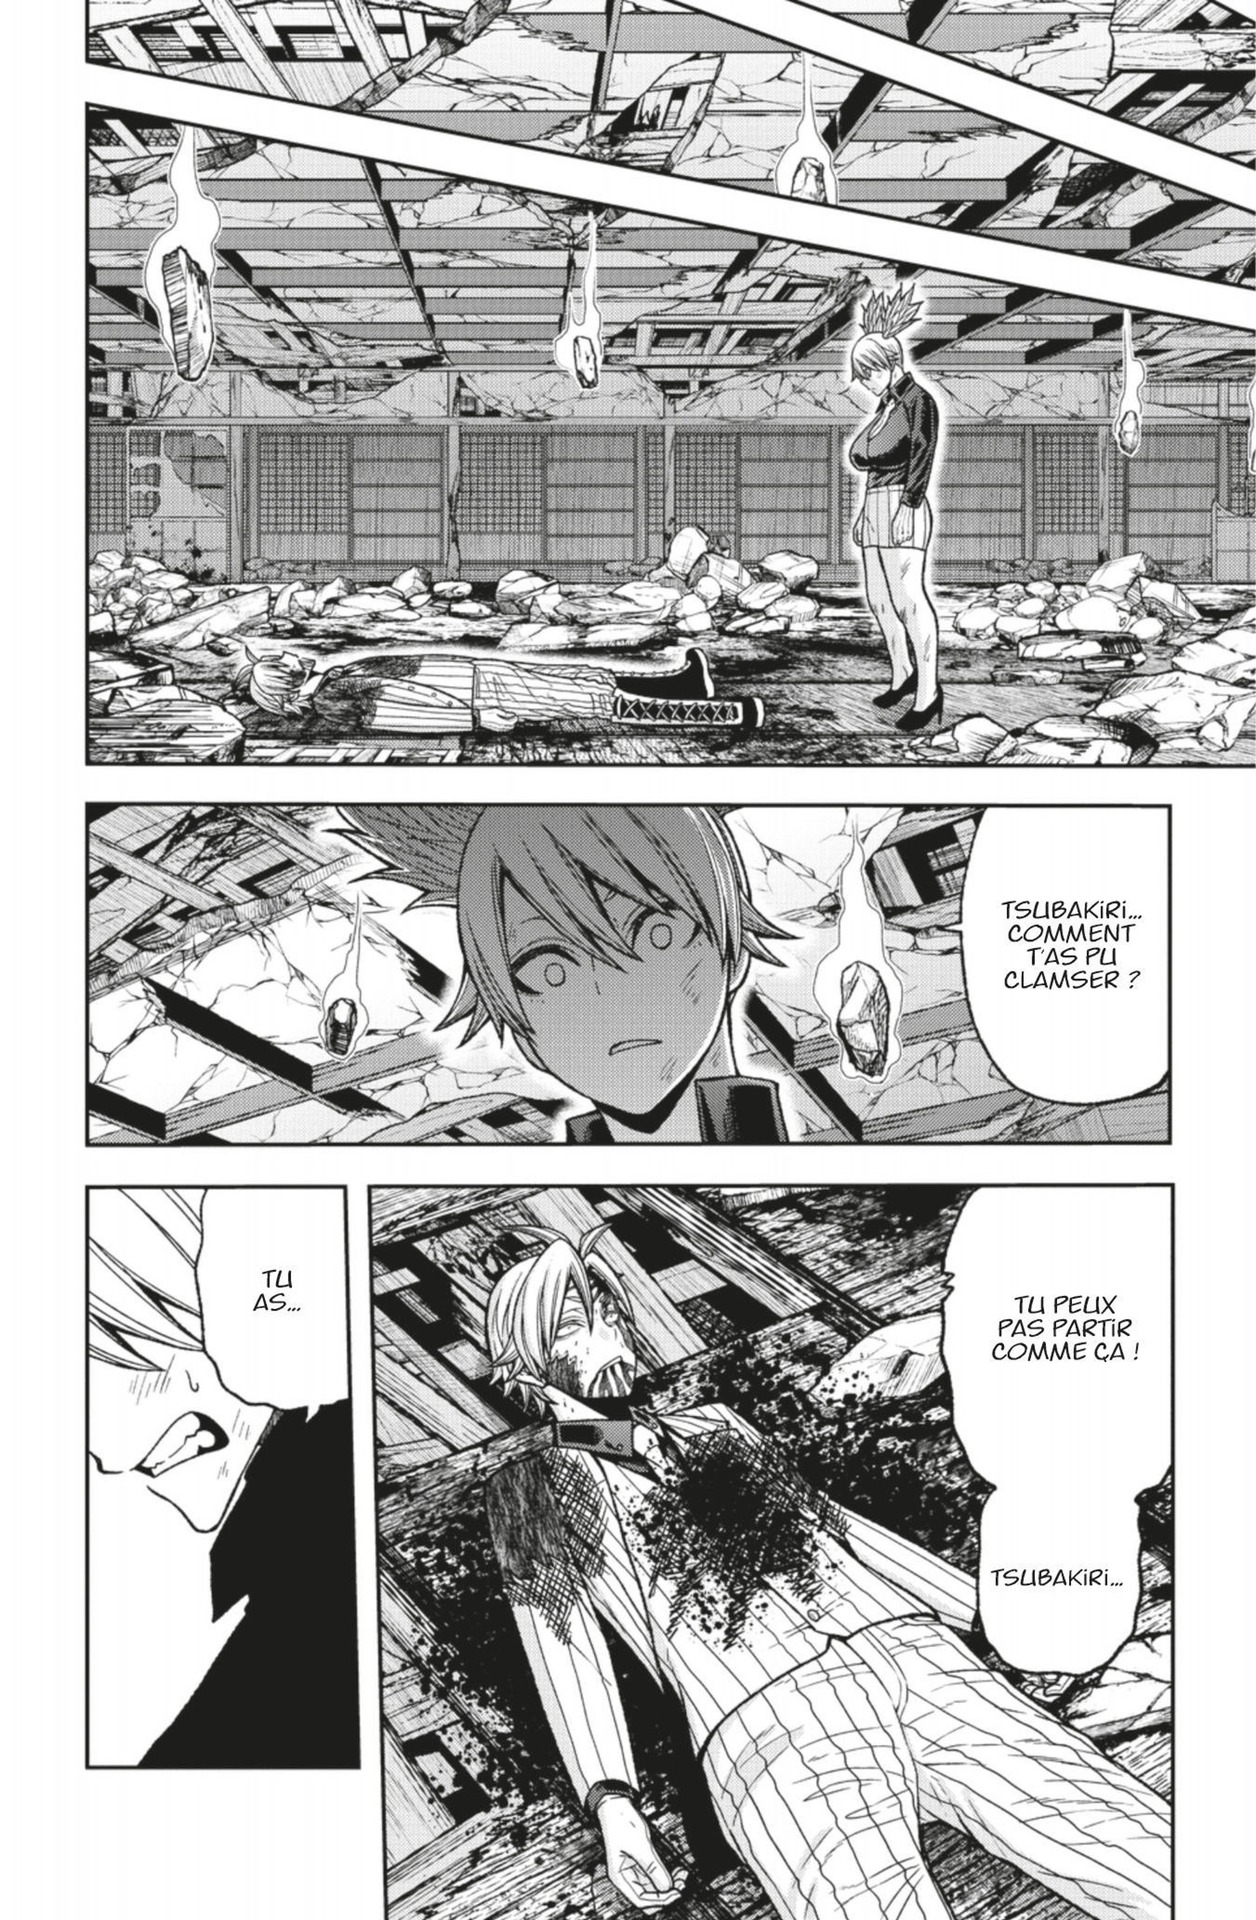 TSUBAKiRi...
COMMENT
T'AS PU
CLAMSER ?
TU PEUX
PAS PARTIR
COMME ÇA !
TSUBAKiRi...
TU
AS...